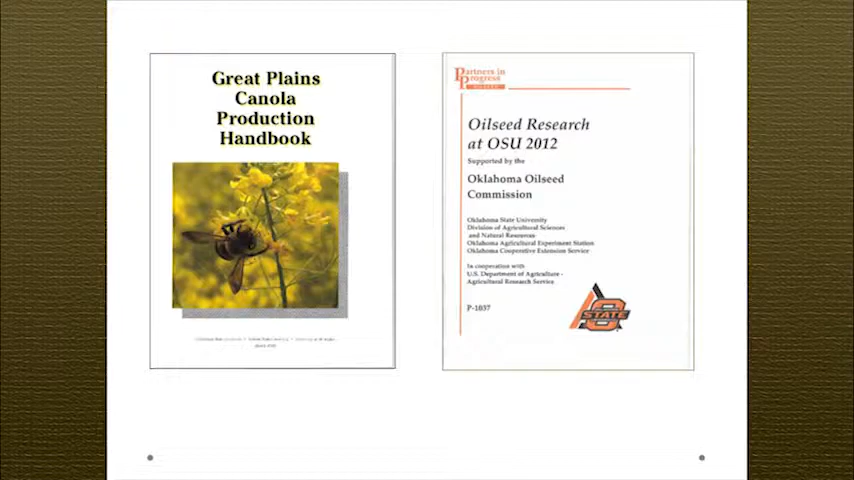 Great Plains
Canola
Production
Handbook
Partners in
Progress
Oilseed Research
at OSU 2012
Supported by the
Oklahoma Oilseed
Commission
Oklahoma State University
Division of Agricultural Sciences
and Natural Resources
Oklahoma Agricultural Experiment Station
Oklahoma Cooperative Extension Service
In cooperation with
U.S. Department of Agriculture -
Agricultural Research Service
P-1037
STATE